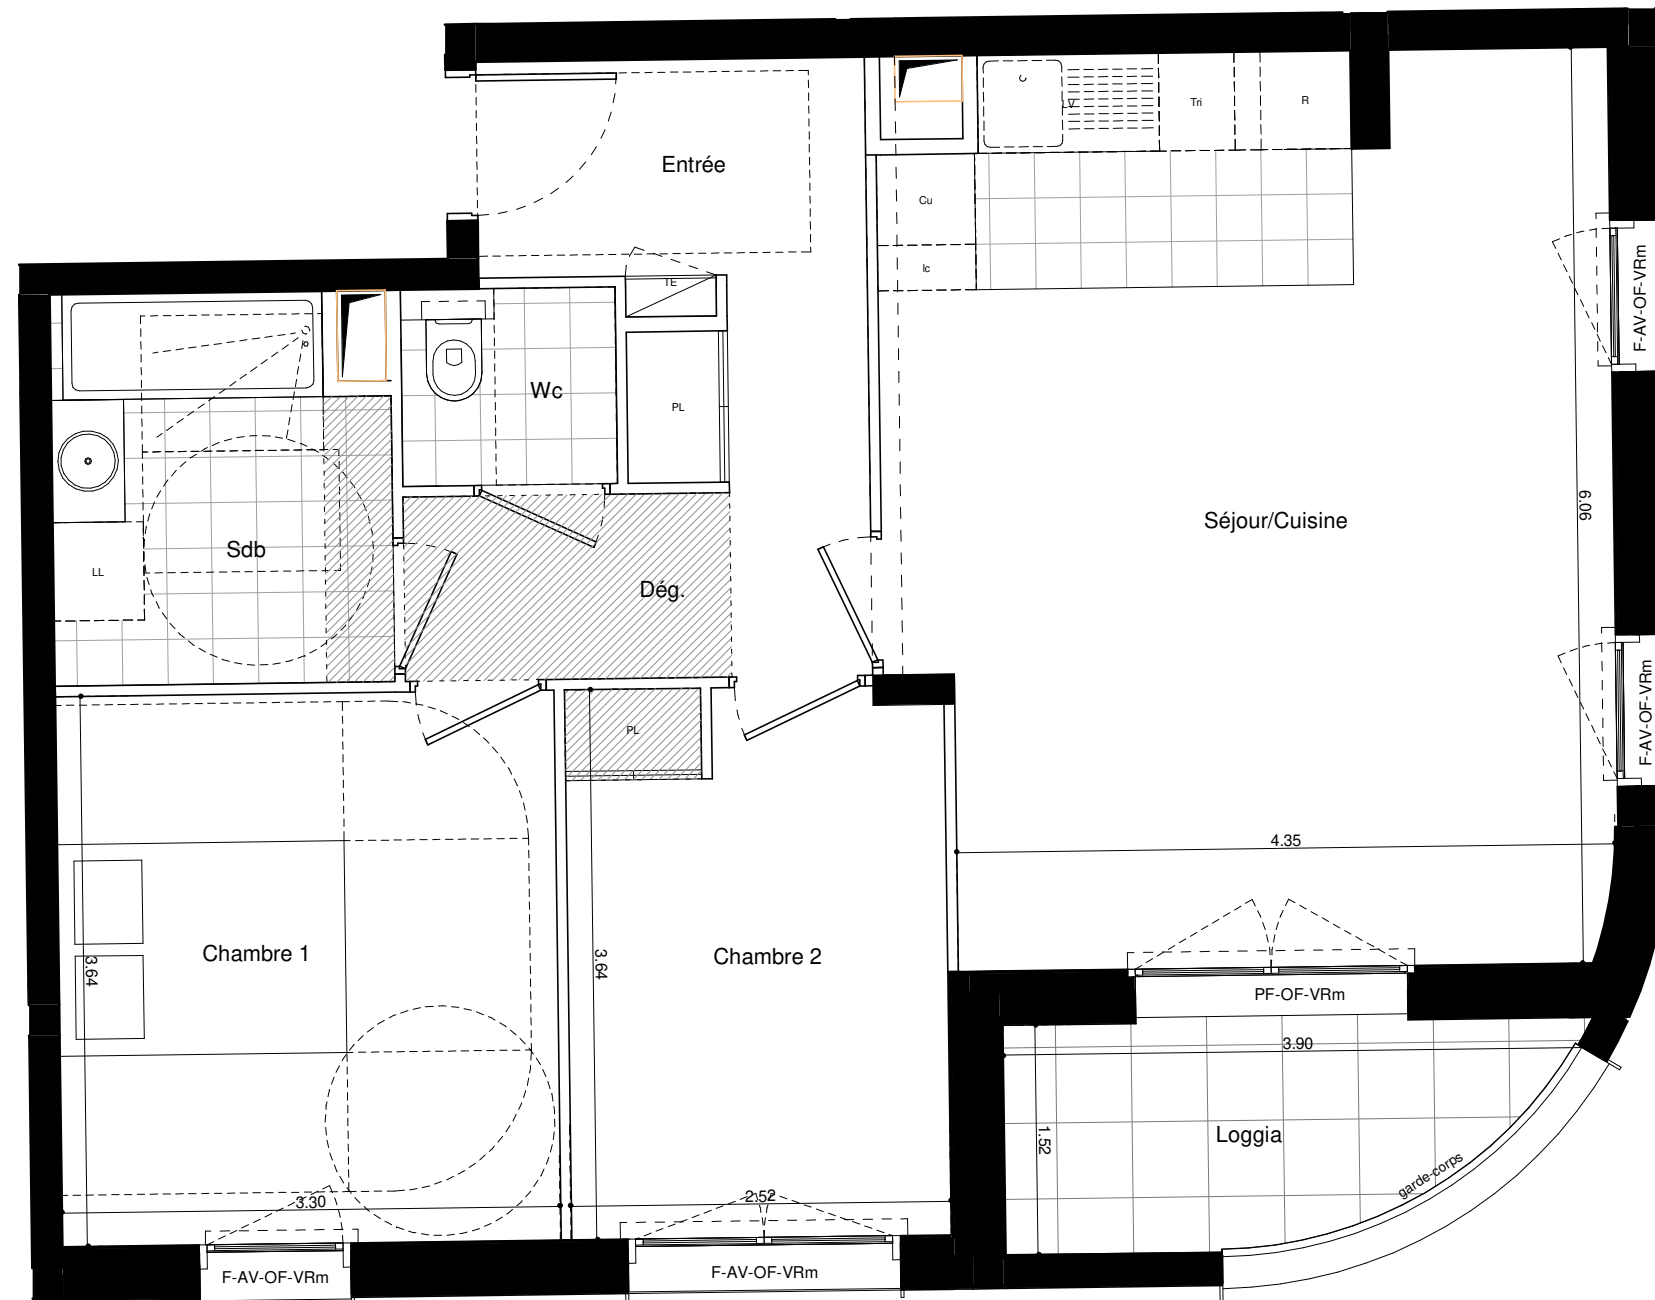 Entrée
C
LV
Tri
R
Cu
Ic
TE
F-AV-OF-VRm
Wc
PL
6.06
Séjour/Cuisine
Sdb
LL
Dég.
F-AV-OF-VRm
PL
4.35
Chambre 1
3.64
Chambre 2
3.64
PF-OF-VRm
3.90
Loggia
1.52
garde-corps
3.30
2.52
F-AV-OF-VRm
F-AV-OF-VRm